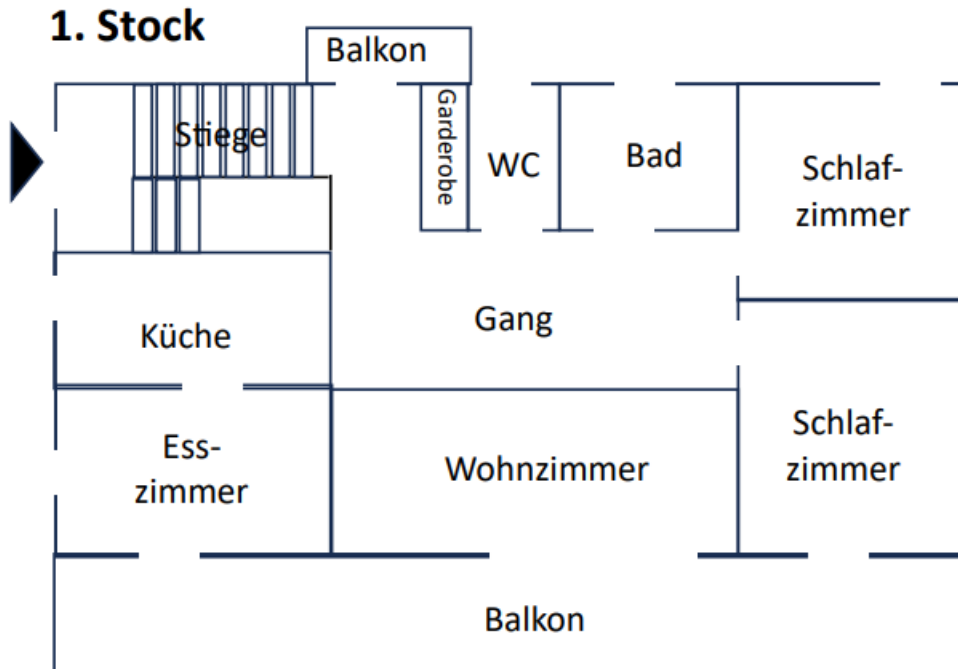 1. Stock
Balkon
Stiege
Garderobe
WC
Bad
Schlaf-
zimmer
Gang
Küche
Ess-
zimmer
Wohnzimmer
Schlaf-
zimmer
Balkon